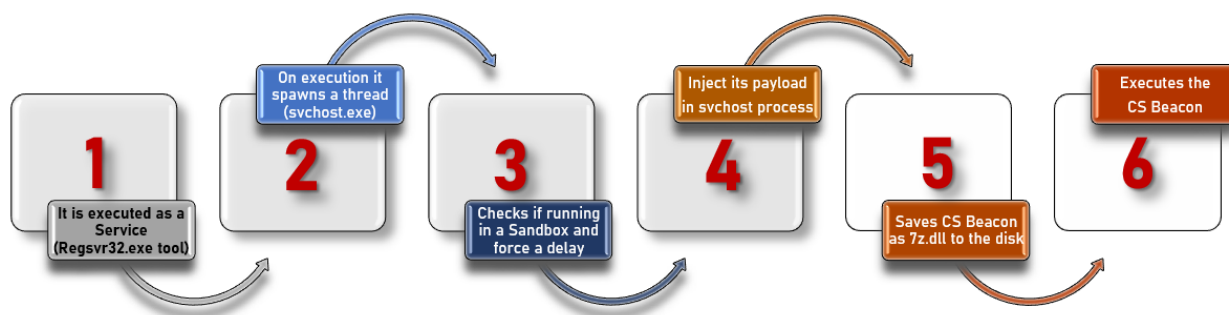 1
It is executed as a
Service
(Regsvr32.exe tool)
2
On execution it
spawns a thread
(svchost.exe)
3
Checks if running
in a Sandbox and
force a delay
4
Inject its payload
in svchost process
5
Saves CS Beacon
as 7z.dll to the disk
6
Executes the
CS Beacon